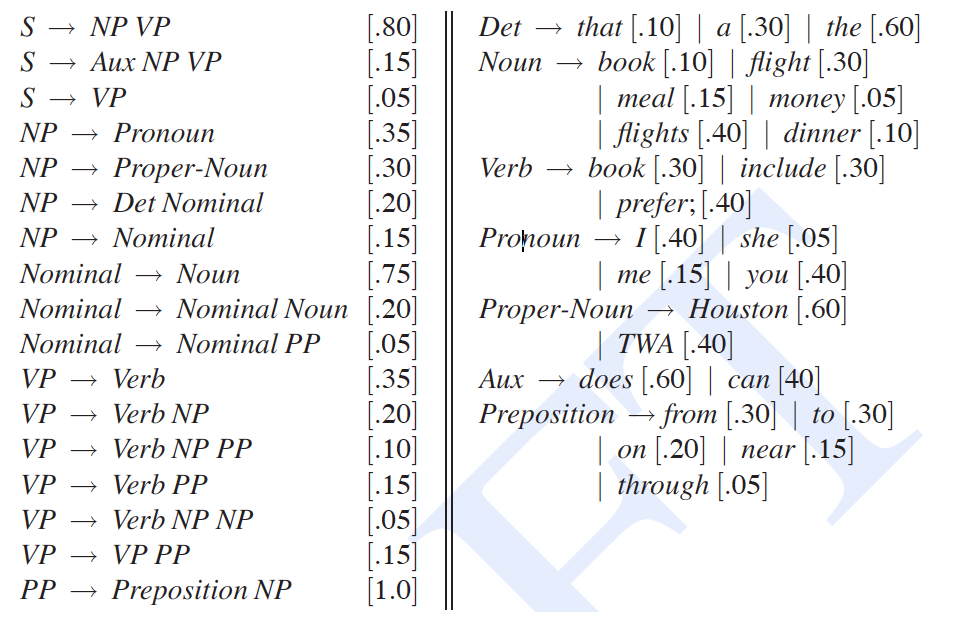 S → NP VP [.80]
S → Aux NP VP [.15]
S → VP [.05]
NP → Pronoun [.35]
NP → Proper-Noun [.30]
NP → Det Nominal [.20]
NP → Nominal [.15]
Nominal → Noun [.75]
Nominal → Nominal Noun [.20]
Nominal → Nominal PP [.05]
VP → Verb [.35]
VP → Verb NP [.20]
VP → Verb NP PP [.10]
VP → Verb PP [.15]
VP → Verb NP NP [.05]
VP → VP PP [.15]
PP → Preposition NP [1.0]
Det → that [.10] | a [.30] | the [.60]
Noun → book [.10] | flight [.30]
| meal [.15] | money [.05]
| flights [.40] | dinner [.10]
Verb → book [.30] | include [.30]
| prefer; [.40]
Pronoun → I [.40] | she [.05]
| me [.15] | you [.40]
Proper-Noun → Houston [.60]
| TWA [.40]
Aux → does [.60] | can [40]
Preposition → from [.30] | to [.30]
| on [.20] | near [.15]
| through [.05]